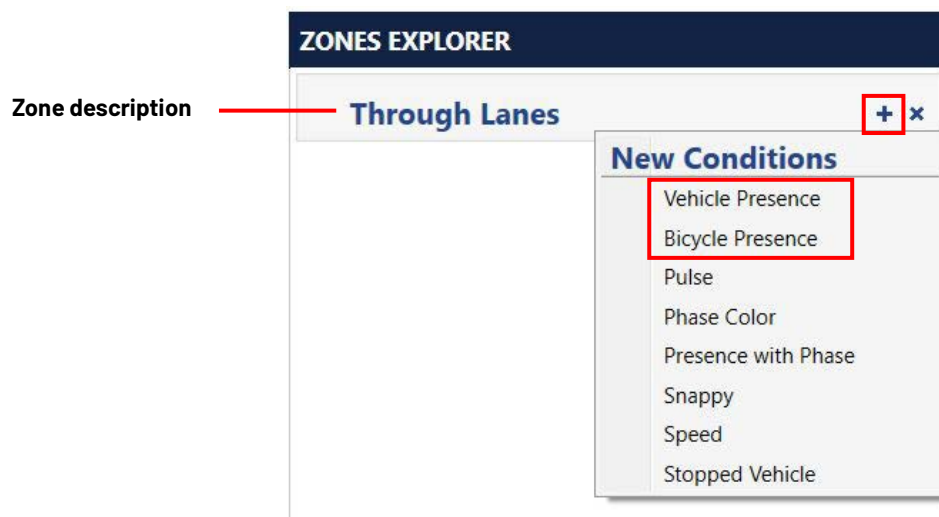 ZONES EXPLORER
Zone description
Through Lanes
+ ×
New Conditions
Vehicle Presence
Bicycle Presence
Pulse
Phase Color
Presence with Phase
Snappy
Speed
Stopped Vehicle